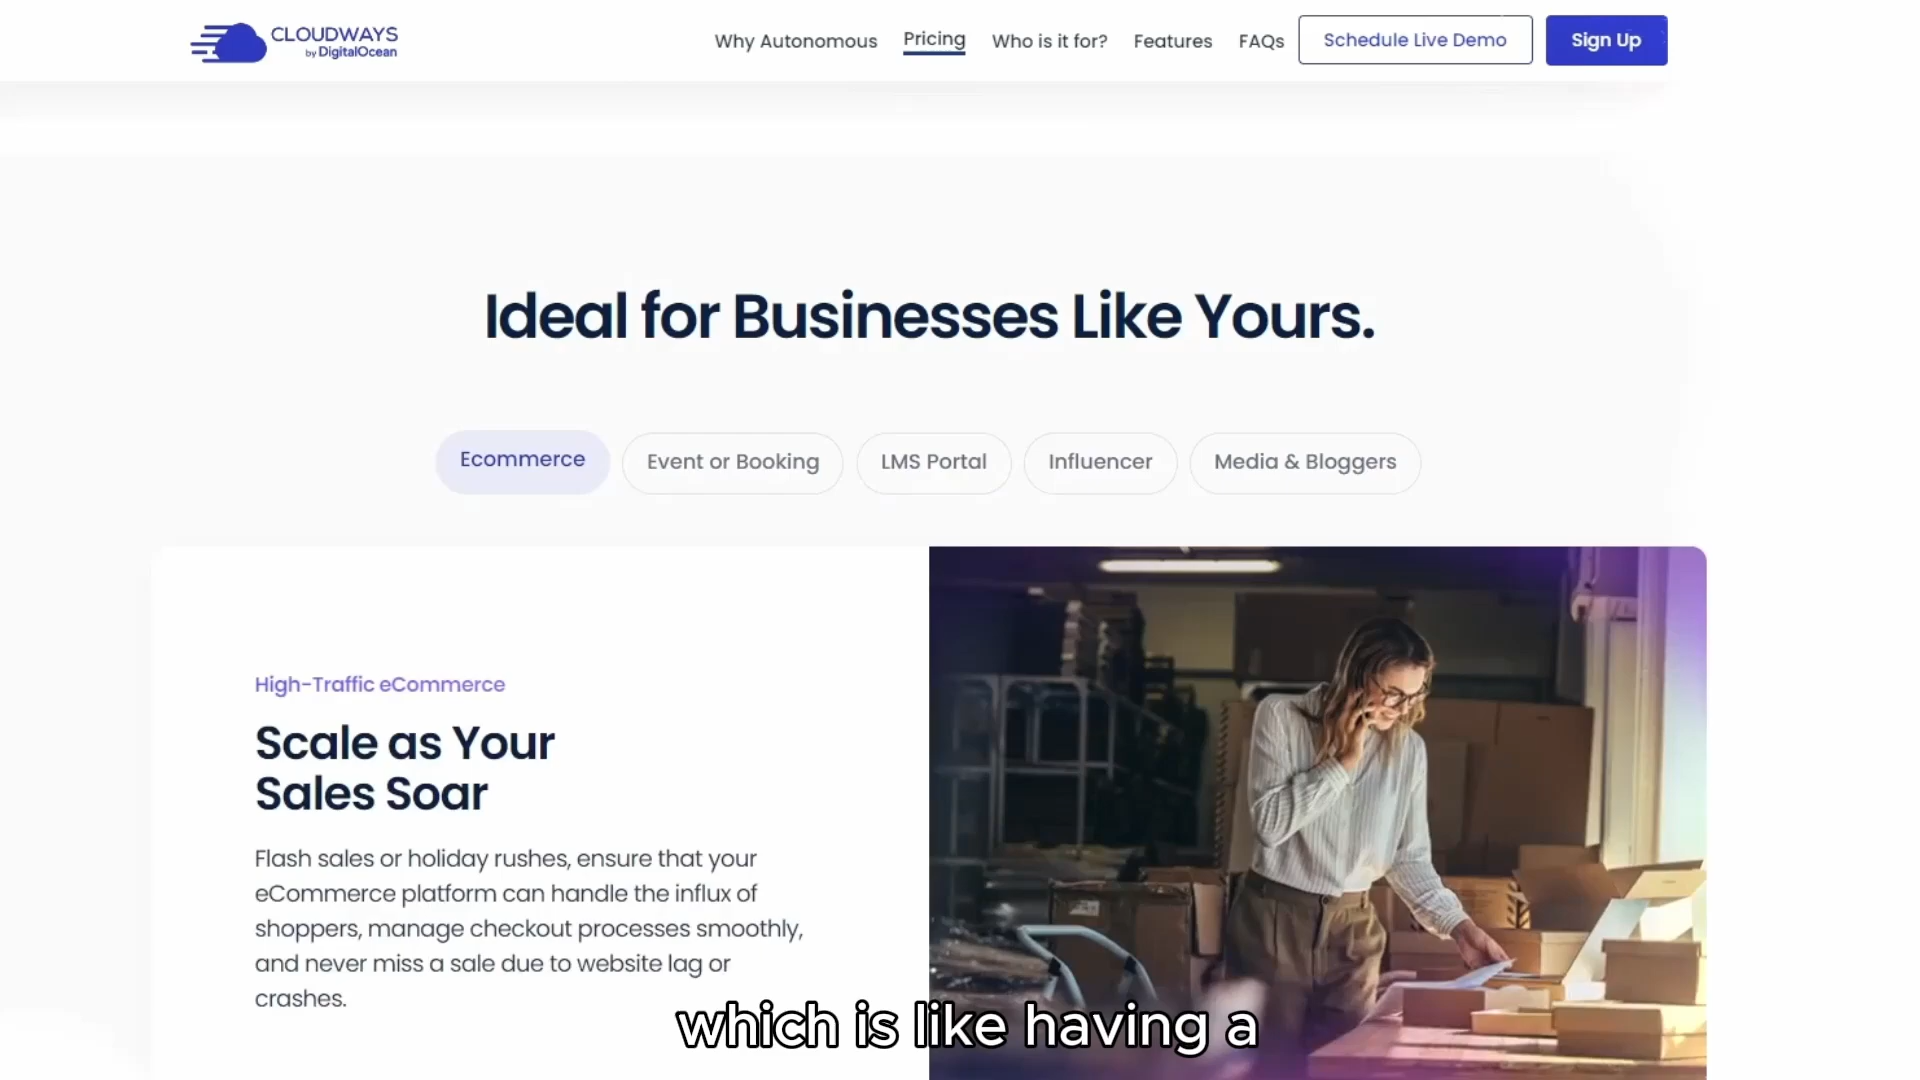 CLOUDWAYS
by DigitalOcean
Why Autonomous
Pricing
Who is it for?
Features
FAQs
Schedule Live Demo
Sign Up
Ideal for Businesses Like Yours.
Ecommerce
Event or Booking
LMS Portal
Influencer
Media & Bloggers
High-Traffic eCommerce
Scale as Your
Sales Soar
Flash sales or holiday rushes, ensure that your
eCommerce platform can handle the influx of
shoppers, manage checkout processes smoothly,
and never miss a sale due to website lag or
crashes.
which is like having a